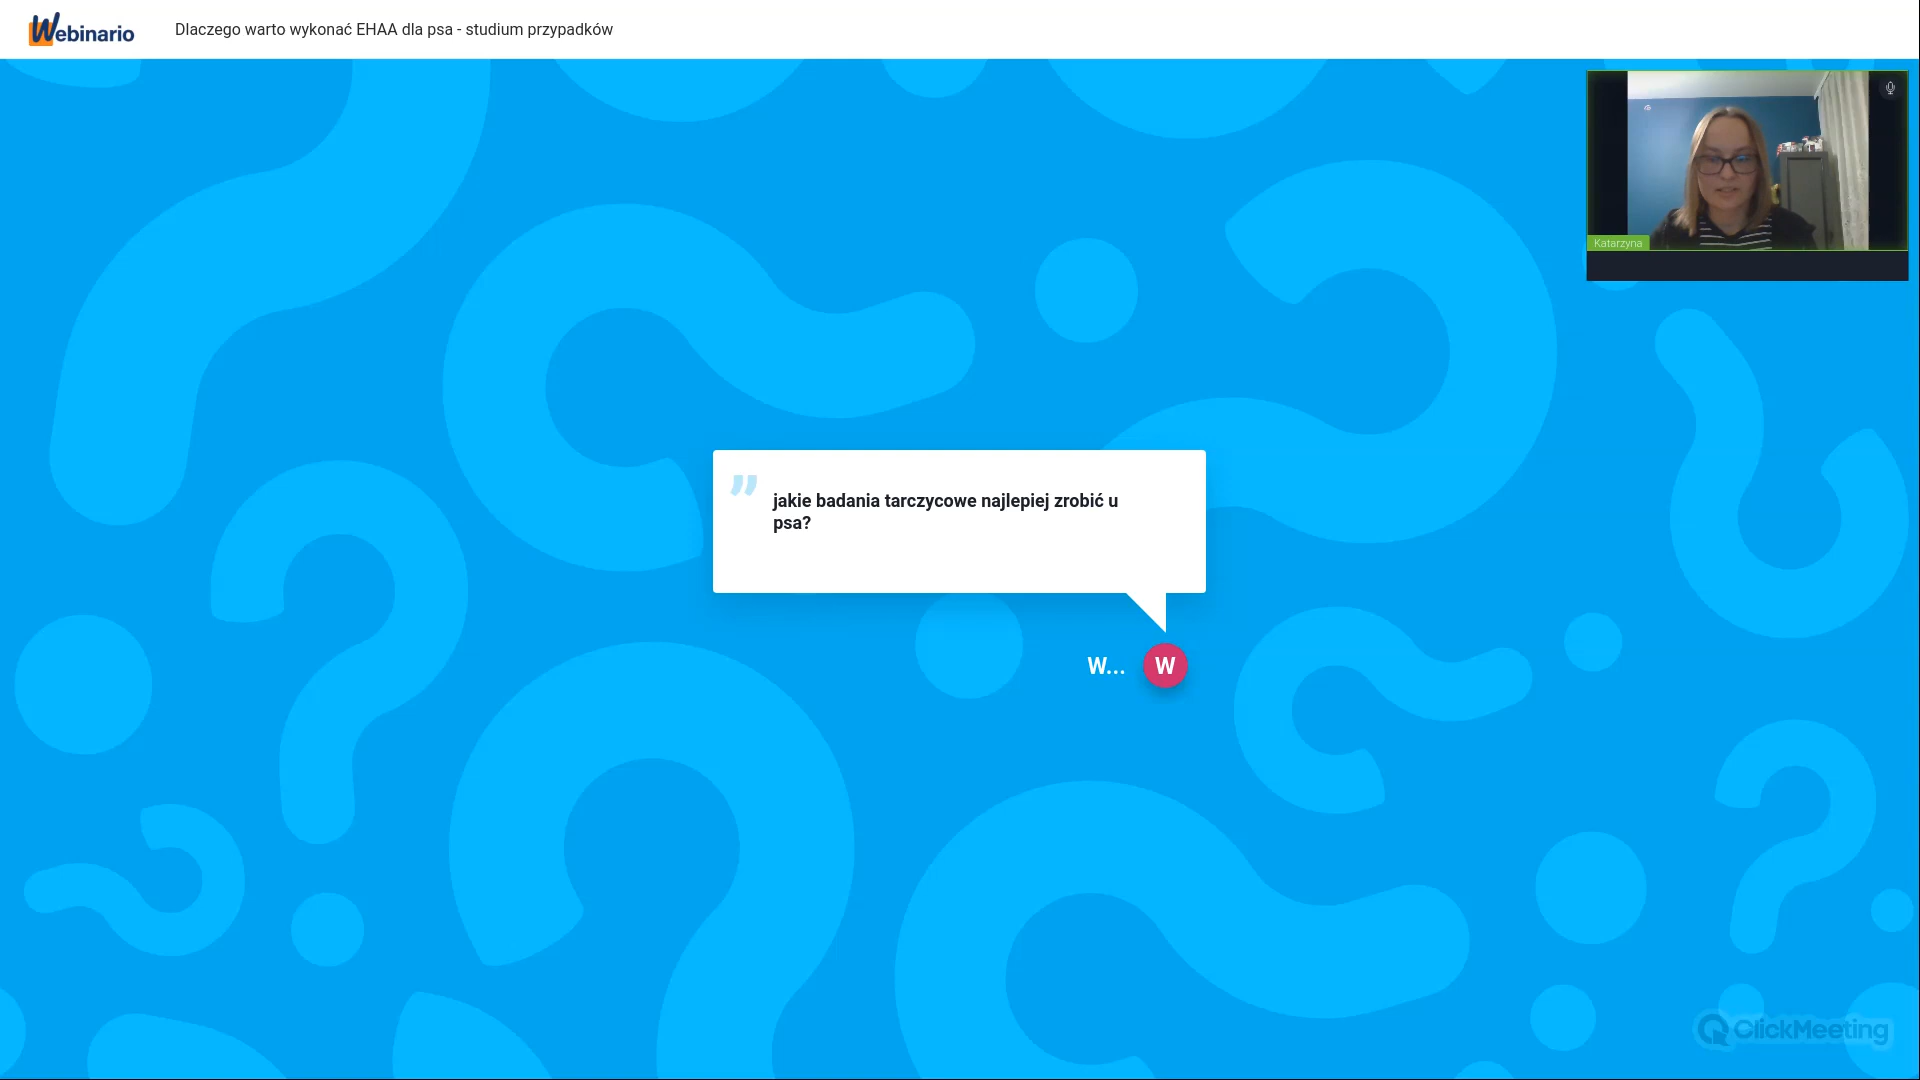 Webinario
Dlaczego warto wykonać EHAA dla psa - studium przypadków
Katarzyna
jakie badania tarczycowe najlepiej zrobić u
psa?
W...
W
ClickMeeting